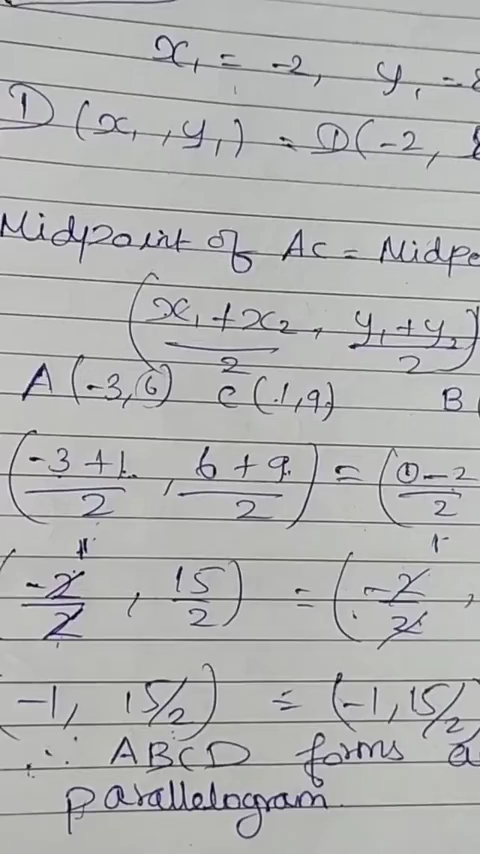 x₁ = -2, y₁ =
D (x₁, y₁) = D(-2,
Midpoint of AC =
(x₁+x₂/2, y₁+y₂/2)
A(-3,6) C(1,9) B(
(-3+1/2, 6+9/2) = (0-2/2
(-2/2, 15/2) = (-2/2,
(-1, 15/2) = (-1, 15/2)
∴ ABCD forms a
parallelogram.